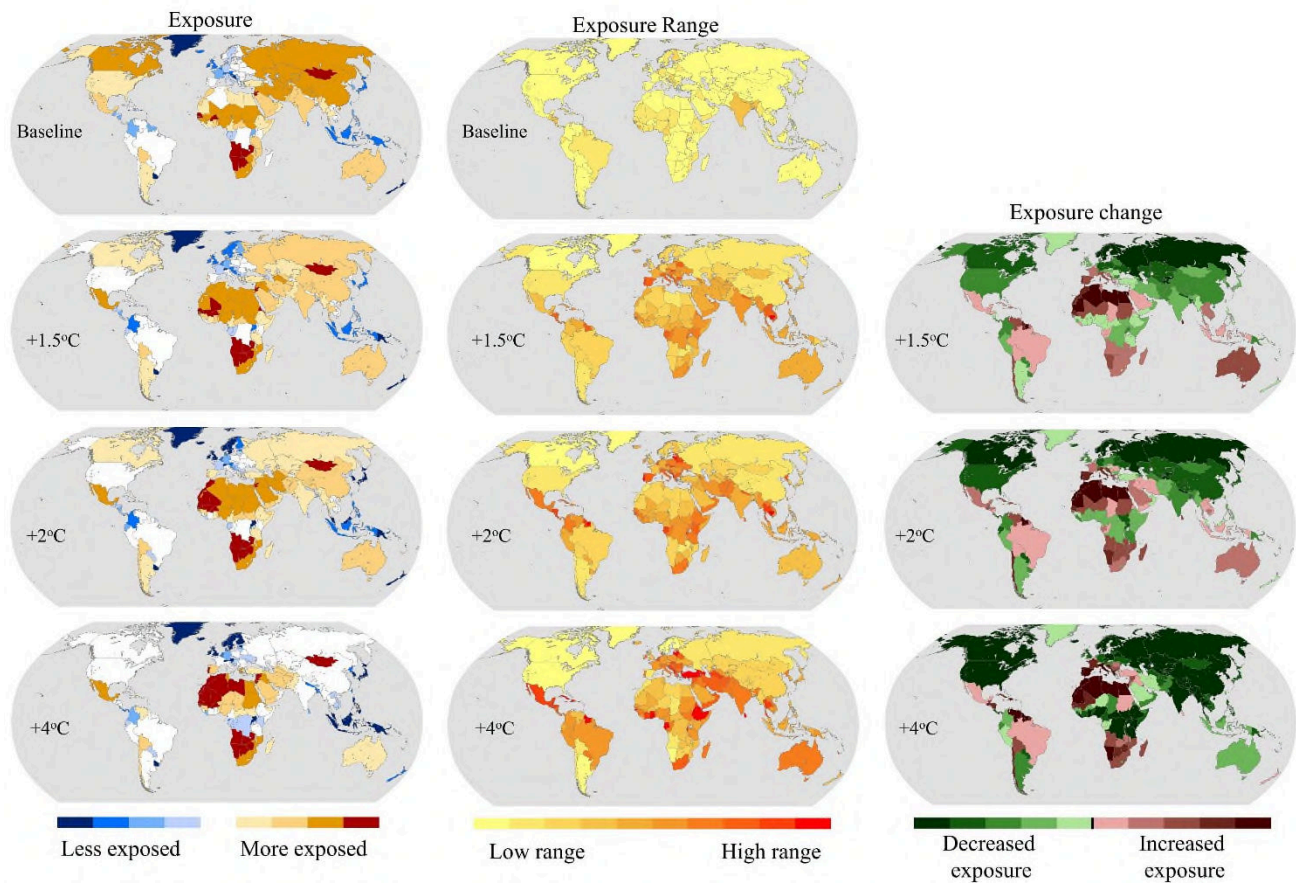 Exposure
Exposure Range
Baseline
Baseline
Exposure change
+1.5°C
+1.5°C
+1.5°C
+2°C
+2°C
+2°C
+4°C
+4°C
+4°C
Less exposed
More exposed
Low range
High range
Decreased
exposure
Increased
exposure